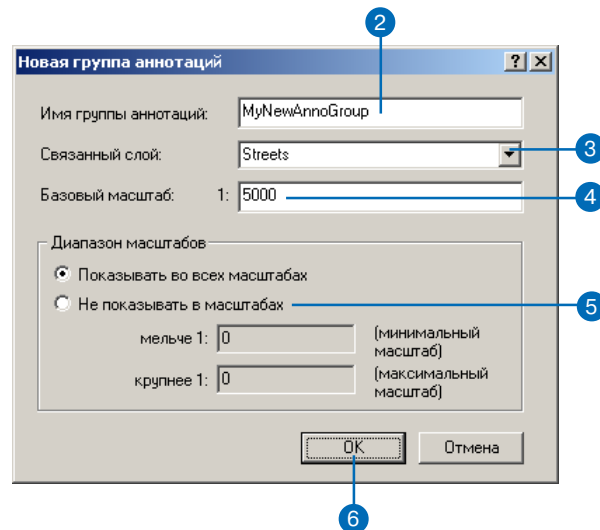 2
Новая группа аннотаций
Имя группы аннотаций: MyNewAnnoGroup
Связанный слой: Streets 3
Базовый масштаб: 1: 5000 4
Диапазон масштабов
Показывать во всех масштабах
Не показывать в масштабах 5
мельче 1: 0 (минимальный
масштаб)
крупнее 1: 0 (максимальный
масштаб)
OK Отмена
6